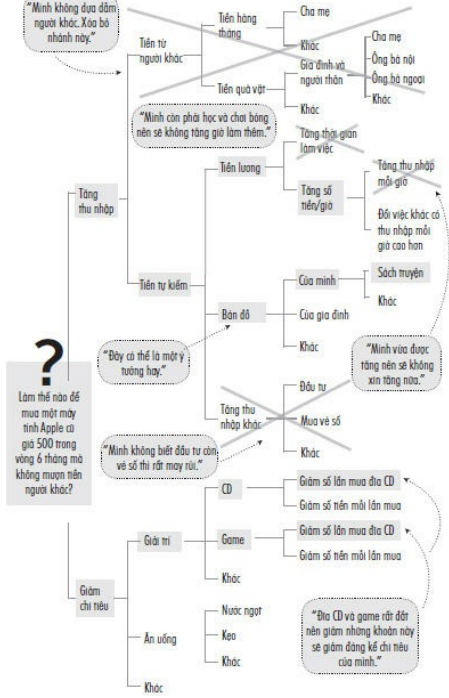 "Mình không dựa dẫm
người khác. Xóa bỏ
nhánh này."
Tiền từ
người khác
Tiền hàng
tháng
Cha mẹ
Khác
Tiền quà vặt
Gia đình và
người thân
Cha mẹ
Ông bà nội
Ông bà ngoại
Khác
"Mình còn phải học và chơi bóng
nên sẽ không tăng giờ làm thêm."
Tăng
thu nhập
Tiền tự kiếm
Tiền lương
Tăng thời gian
làm việc
Tăng số
tiền/giờ
Tăng thu nhập
mỗi giờ
Đổi việc khác có
thu nhập mỗi
giờ cao hơn
Bán đồ
Của mình
Sách truyện
Khác
Của gia đình
Khác
"Đây có thể là một ý
tưởng hay."
"Mình vừa được
tăng nên sẽ không
xin tăng nữa."
Tăng thu
nhập khác
Đầu tư
Mua vé số
Khác
"Mình không biết đầu tư còn
vé số thì rất may rủi."
?
Làm thế nào để
mua một máy
tính Apple cũ
giá 500 trong
vòng 6 tháng mà
không mượn tiền
người khác?
Giảm
chi tiêu
Giải trí
CD
Giảm số lần mua đĩa CD
Giảm số tiền mỗi lần mua
Game
Giảm số lần mua đĩa CD
Giảm số tiền mỗi lần mua
Khác
Ăn uống
Nước ngọt
Kẹo
Khác
Khác
"Đĩa CD và game rất đắt
nên giảm những khoản này
sẽ giảm đáng kể chi tiêu
của mình."